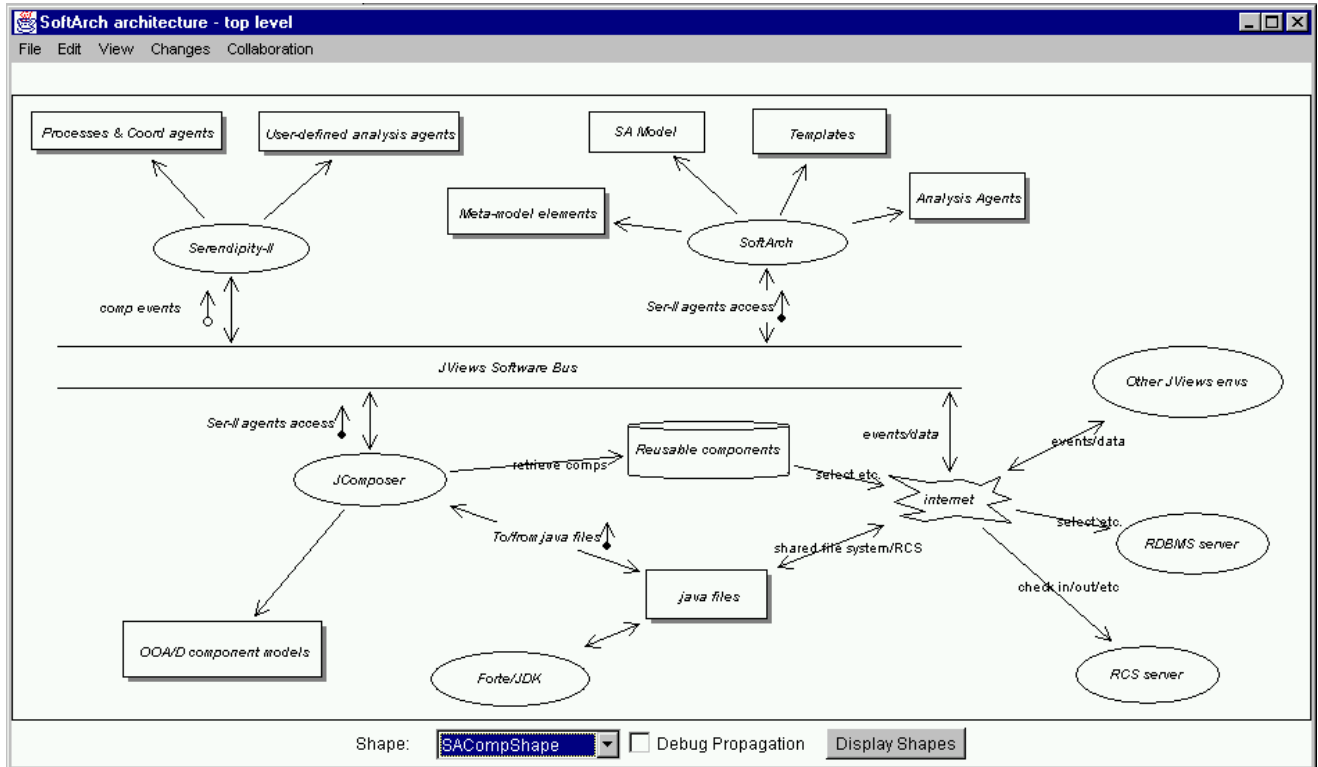 SoftArch architecture - top level
File Edit View Changes Collaboration
Processes & Coord agents
User-defined analysis agents
SA Model
Templates
Meta-model elements
Analysis Agents
Serendipity-II
SoftArch
comp events
Ser-II agents access
JViews Software Bus
Other JViews envs
Ser-II agents access
events/data
events/data
Reusable components
retrieve comps
select etc.
JComposer
internet
select etc.
To/from java files
shared file system/RCS
RDBMS server
check in/out/etc
java files
OOA/D component models
Forte/JDK
RCS server
Shape: SACompShape Debug Propagation Display Shapes